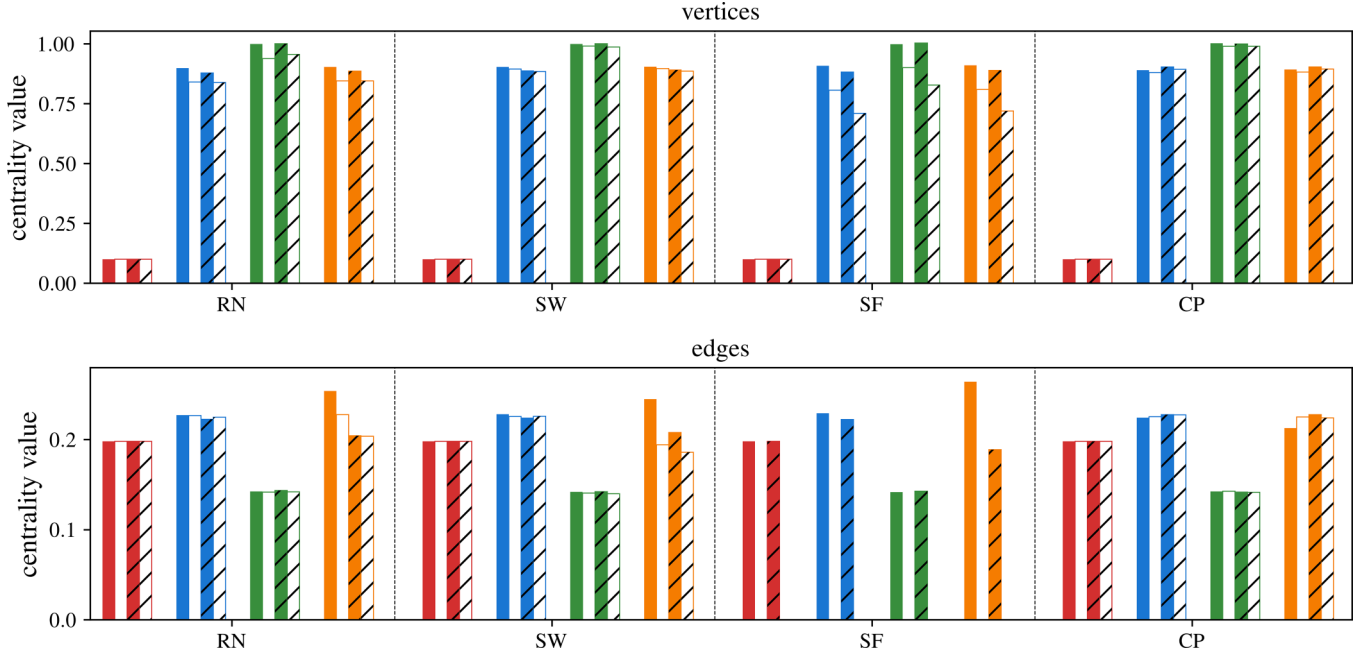 vertices
centrality value
1.00
0.75
0.50
0.25
0.00
RN
SW
SF
CP
edges
centrality value
0.2
0.1
0.0
RN
SW
SF
CP